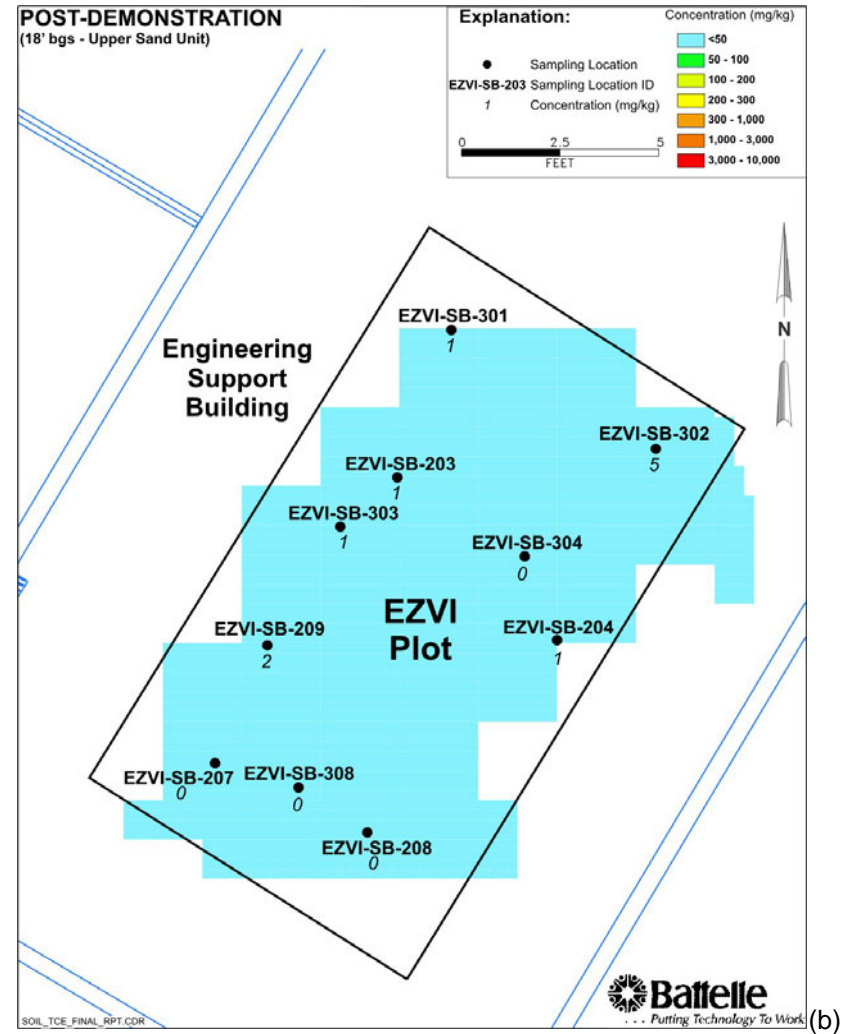 POST-DEMONSTRATION
(18' bgs - Upper Sand Unit)
Explanation:
Sampling Location
EZVI-SB-203 Sampling Location ID
1 Concentration (mg/kg)
0 2.5 5
FEET
Concentration (mg/kg)
<50
50 - 100
100 - 200
200 - 300
300 - 1,000
1,000 - 3,000
3,000 - 10,000
N
Engineering
Support
Building
EZVI-SB-301
1
EZVI-SB-302
5
EZVI-SB-203
1
EZVI-SB-303
1
EZVI-SB-304
0
EZVI
Plot
EZVI-SB-209
2
EZVI-SB-204
1
EZVI-SB-207
0
EZVI-SB-308
0
EZVI-SB-208
0
Battelle
. . . Putting Technology To Work
SOIL_TCE_FINAL_RPT.CDR
(b)